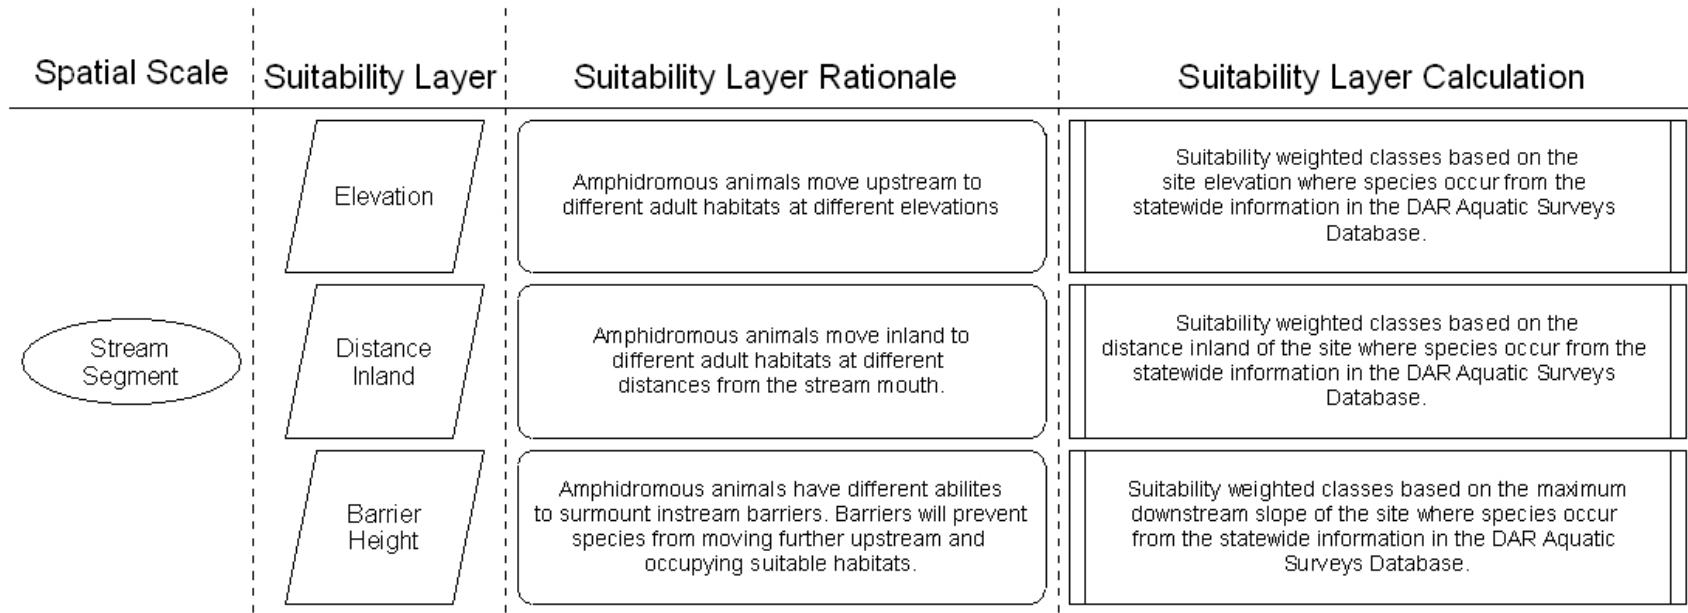 Spatial Scale
Suitability Layer
Suitability Layer Rationale
Suitability Layer Calculation
Stream
Segment
Elevation
Amphidromous animals move upstream to
different adult habitats at different elevations
Suitability weighted classes based on the
site elevation where species occur from the
statewide information in the DAR Aquatic Surveys
Database.
Distance
Inland
Amphidromous animals move inland to
different adult habitats at different
distances from the stream mouth.
Suitability weighted classes based on the
distance inland of the site where species occur from the
statewide information in the DAR Aquatic Surveys
Database.
Barrier
Height
Amphidromous animals have different abilites
to surmount instream barriers. Barriers will prevent
species from moving further upstream and
occupying suitable habitats.
Suitability weighted classes based on the maximum
downstream slope of the site where species occur
from the statewide information in the DAR Aquatic
Surveys Database.